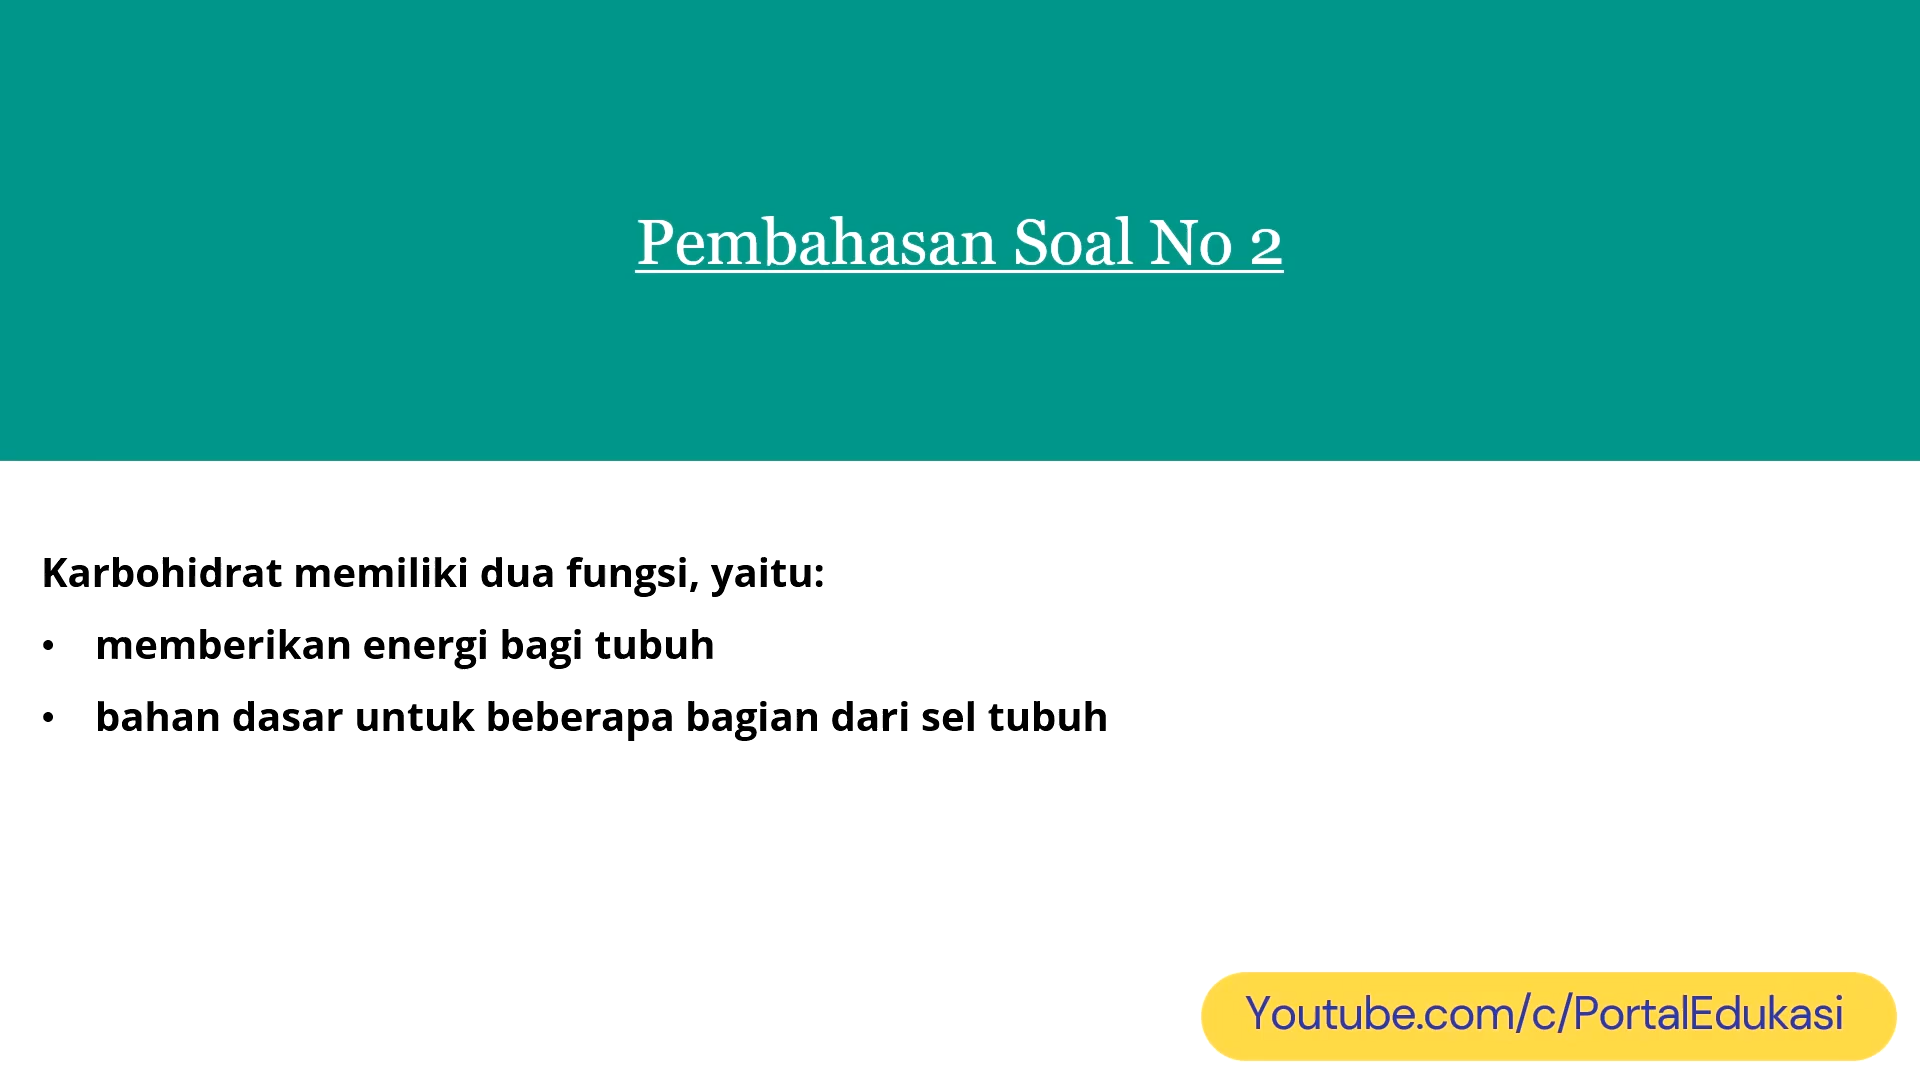 Pembahasan Soal No 2
Karbohidrat memiliki dua fungsi, yaitu:
• memberikan energi bagi tubuh
• bahan dasar untuk beberapa bagian dari sel tubuh
Youtube.com/c/PortalEdukasi